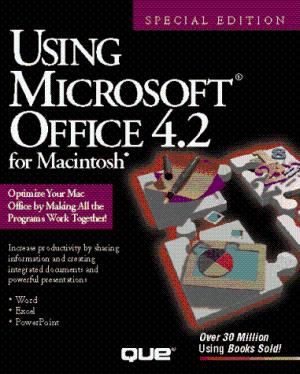 SPECIAL EDITION
USING
MICROSOFT®
OFFICE 4.2
for Macintosh®
Optimize Your Mac
Office by Making All the
Programs Work Together!
Increase productivity by sharing
information and creating
integrated documents and
powerful presentations
• Word
• Excel
• PowerPoint
Over 30 Million
Using Books Sold!
QUE®